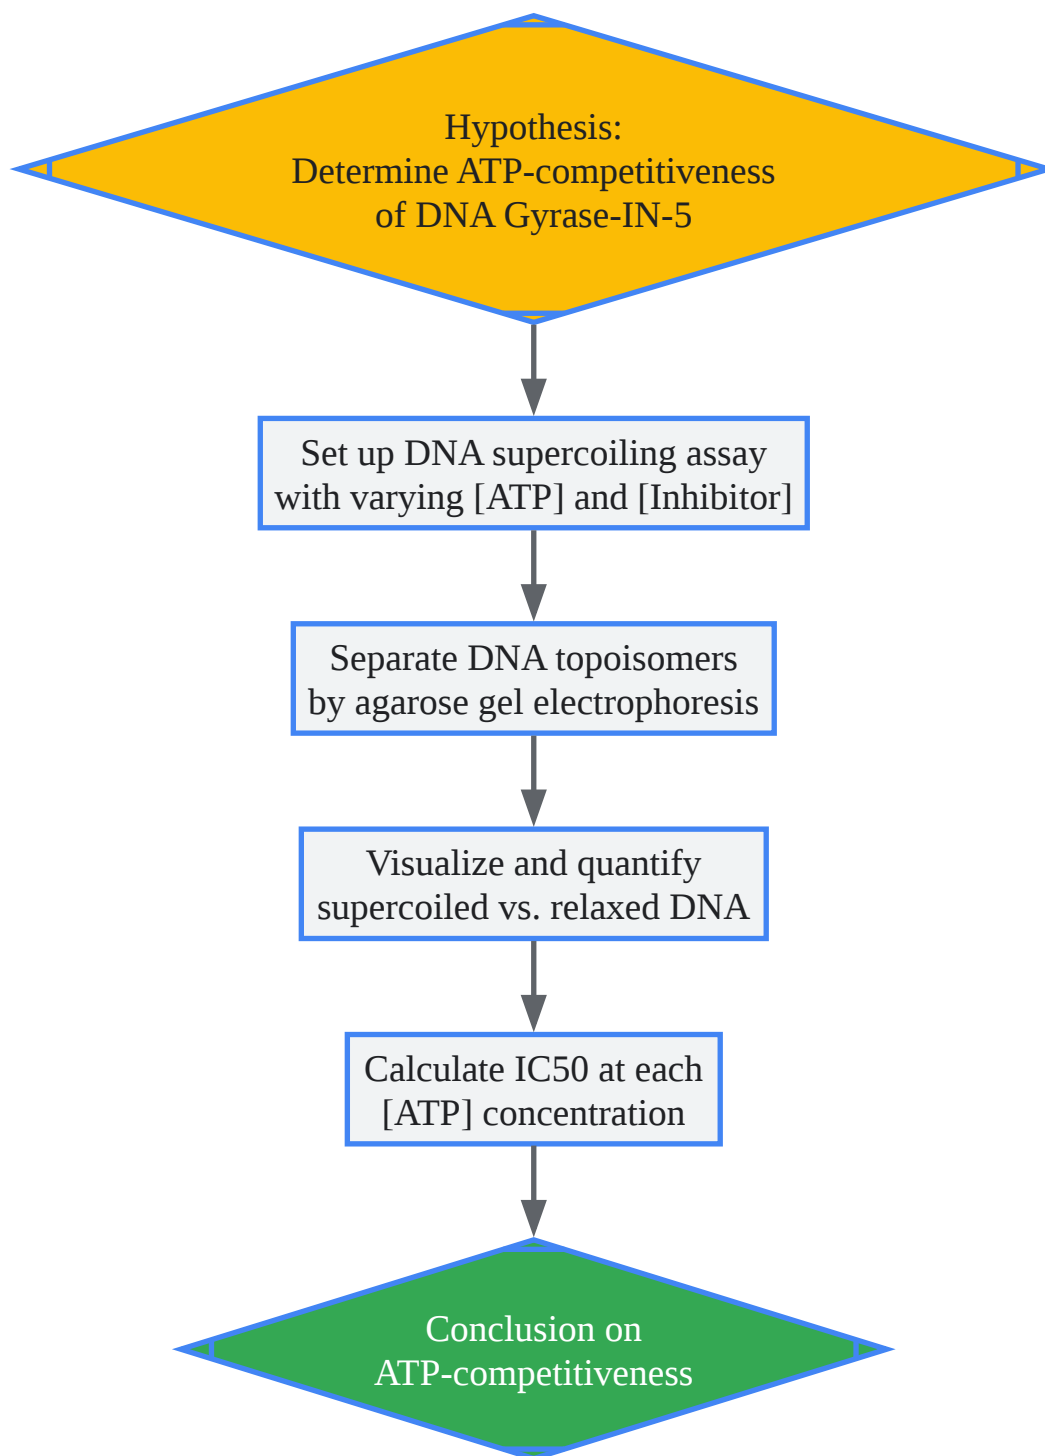 Hypothesis:
Determine ATP-competitiveness
of DNA Gyrase-IN-5
Set up DNA supercoiling assay
with varying [ATP] and [Inhibitor]
Separate DNA topoisomers
by agarose gel electrophoresis
Visualize and quantify
supercoiled vs. relaxed DNA
Calculate IC50 at each
[ATP] concentration
Conclusion on
ATP-competitiveness